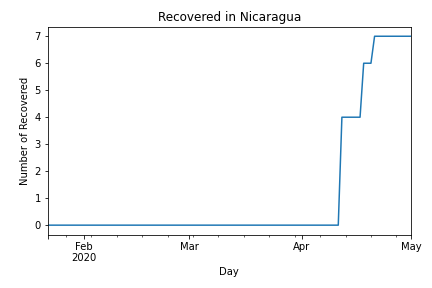 Recovered in Nicaragua
Number of Recovered
7
6
5
4
3
2
1
0
Feb
2020
Mar
Apr
May
Day